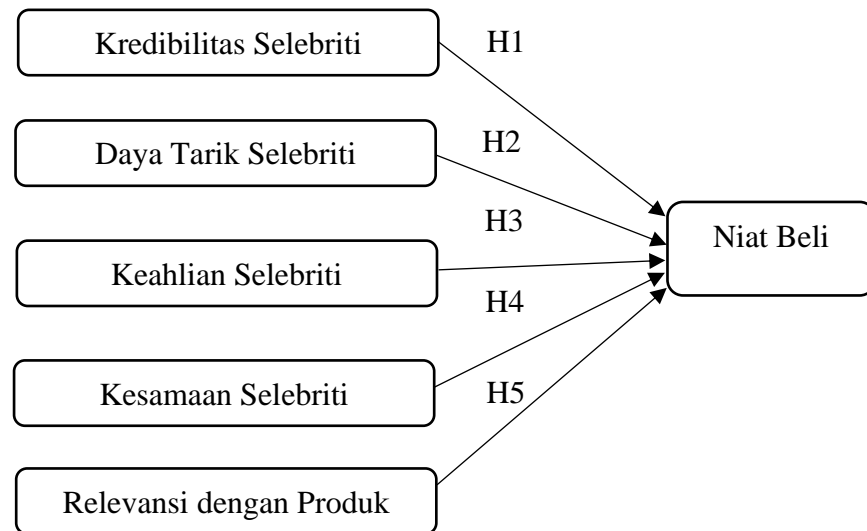 Kredibilitas Selebriti
H1
Daya Tarik Selebriti
H2
Keahlian Selebriti
H3
Niat Beli
Kesamaan Selebriti
H4
Relevansi dengan Produk
H5